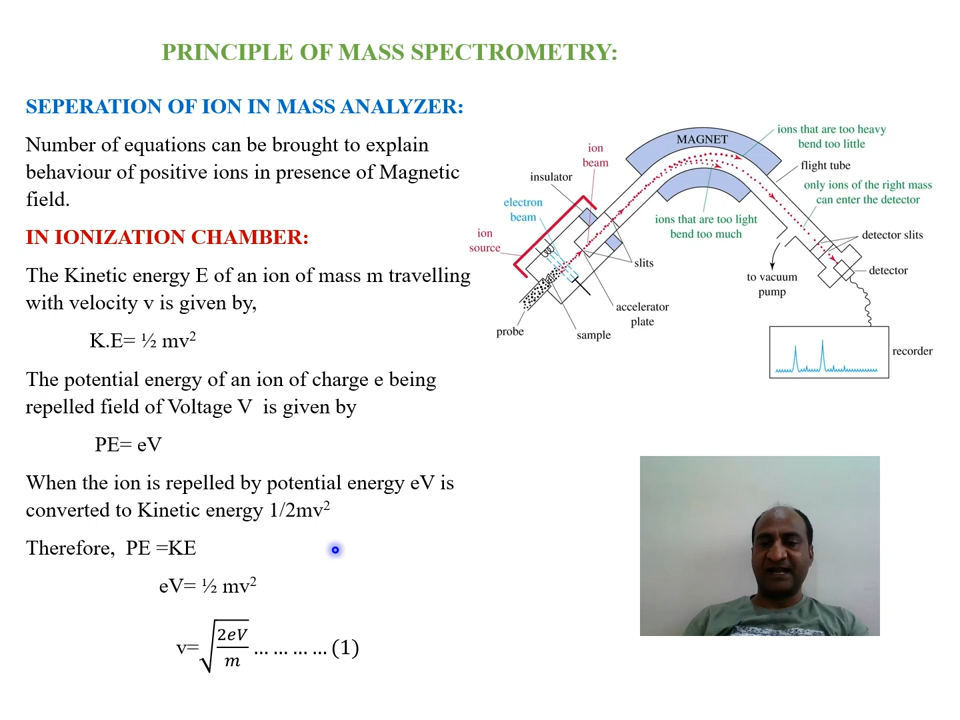 PRINCIPLE OF MASS SPECTROMETRY:
SEPERATION OF ION IN MASS ANALYZER:
Number of equations can be brought to explain
behaviour of positive ions in presence of Magnetic
field.
IN IONIZATION CHAMBER:
The Kinetic energy E of an ion of mass m travelling
with velocity v is given by,
K.E= ½ mv²
The potential energy of an ion of charge e being
repelled field of Voltage V is given by
PE= eV
When the ion is repelled by potential energy eV is
converted to Kinetic energy 1/2mv²
Therefore, PE =KE
eV= ½ mv²
v=√(2eV/m) … … … … (1)
MAGNET
ions that are too heavy
bend too little
flight tube
only ions of the right mass
can enter the detector
ion
beam
insulator
electron
beam
ion
source
ions that are too light
bend too much
detector slits
slits
to vacuum
pump
detector
accelerator
plate
probe
sample
recorder